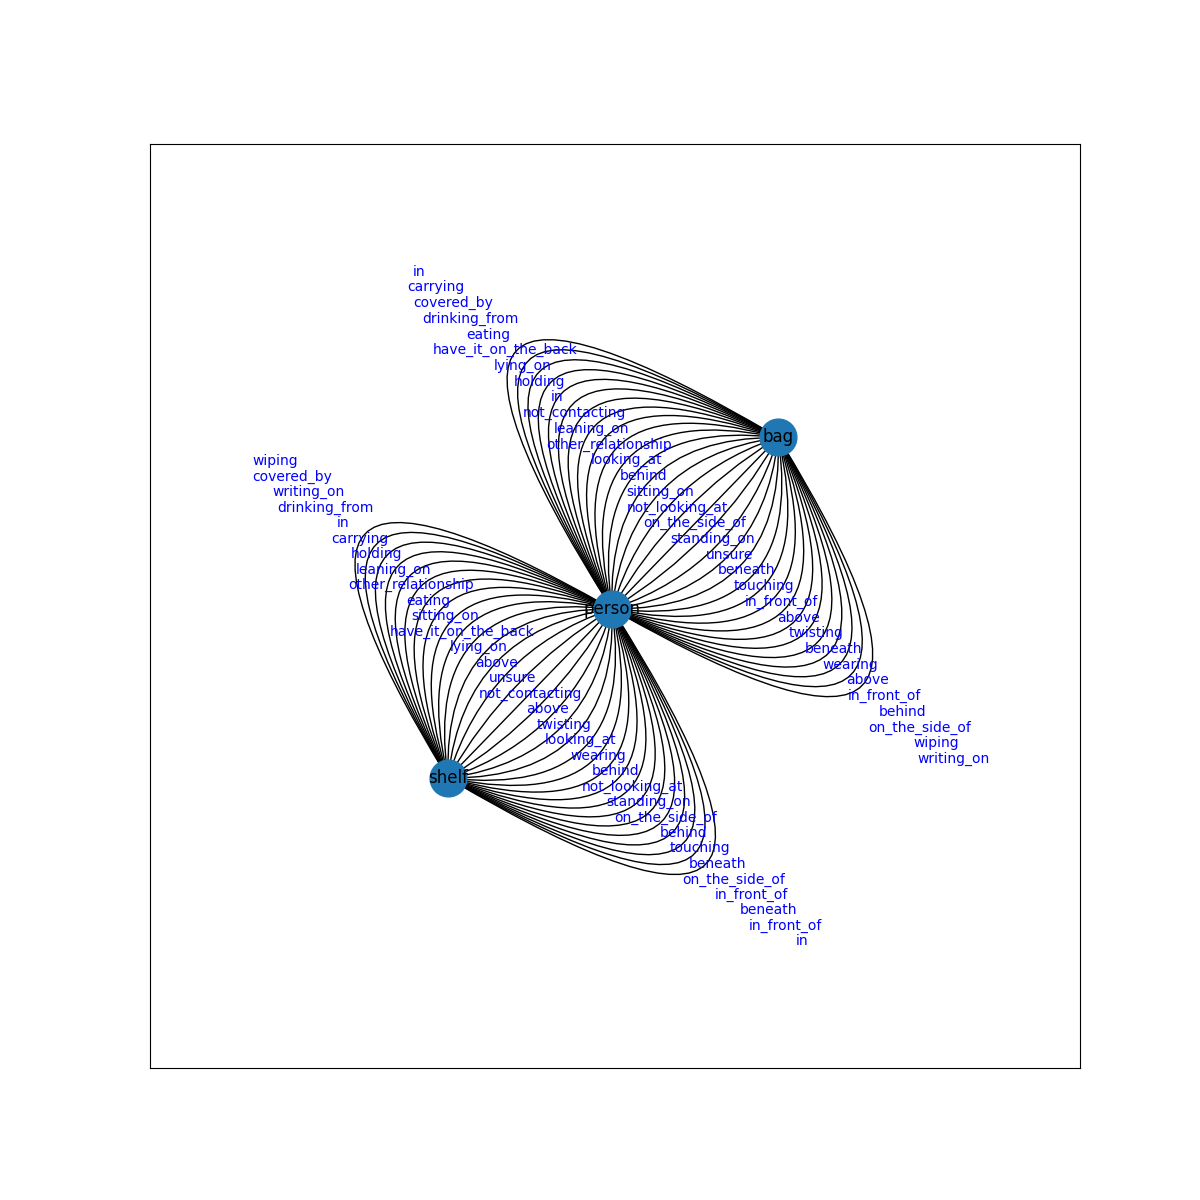 in
carrying
covered_by
drinking_from
eating
have_it_on_the_back
lying_on
holding
in
not_contacting
leaning_on
other_relationship
looking_at
behind
sitting_on
not_looking_at
on_the_side_of
standing_on
unsure
beneath
touching
in_front_of
above
twisting
beneath
wearing
above
in_front_of
behind
on_the_side_of
wiping
writing_on
bag
person
shelf
wiping
covered_by
writing_on
drinking_from
in
carrying
holding
leaning_on
other_relationship
eating
sitting_on
have_it_on_the_back
lying_on
above
unsure
not_contacting
above
twisting
looking_at
wearing
behind
not_looking_at
standing_on
on_the_side_of
behind
touching
beneath
on_the_side_of
in_front_of
beneath
in_front_of
in